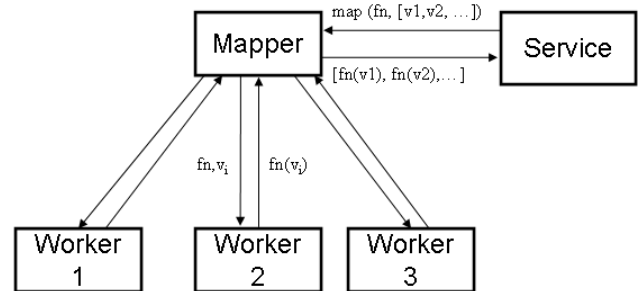 map (fn, [v1,v2, ...])
Mapper
Service
[fn(v1), fn(v2),...]
fn,vᵢ
fn(vᵢ)
Worker
1
Worker
2
Worker
3